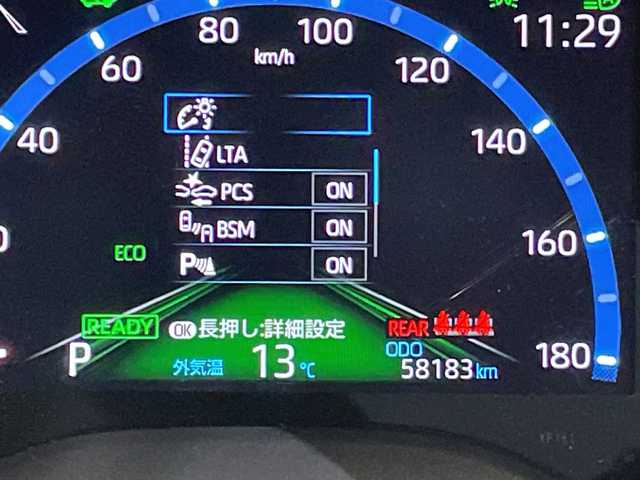 11:29
80 100
km/h
60 120
40 140
LTA
PCS ON
BSM ON
ECO 160
P ON
READY OK 長押し:詳細設定 REAR
P 外気温 13℃ ODO 180
58183km